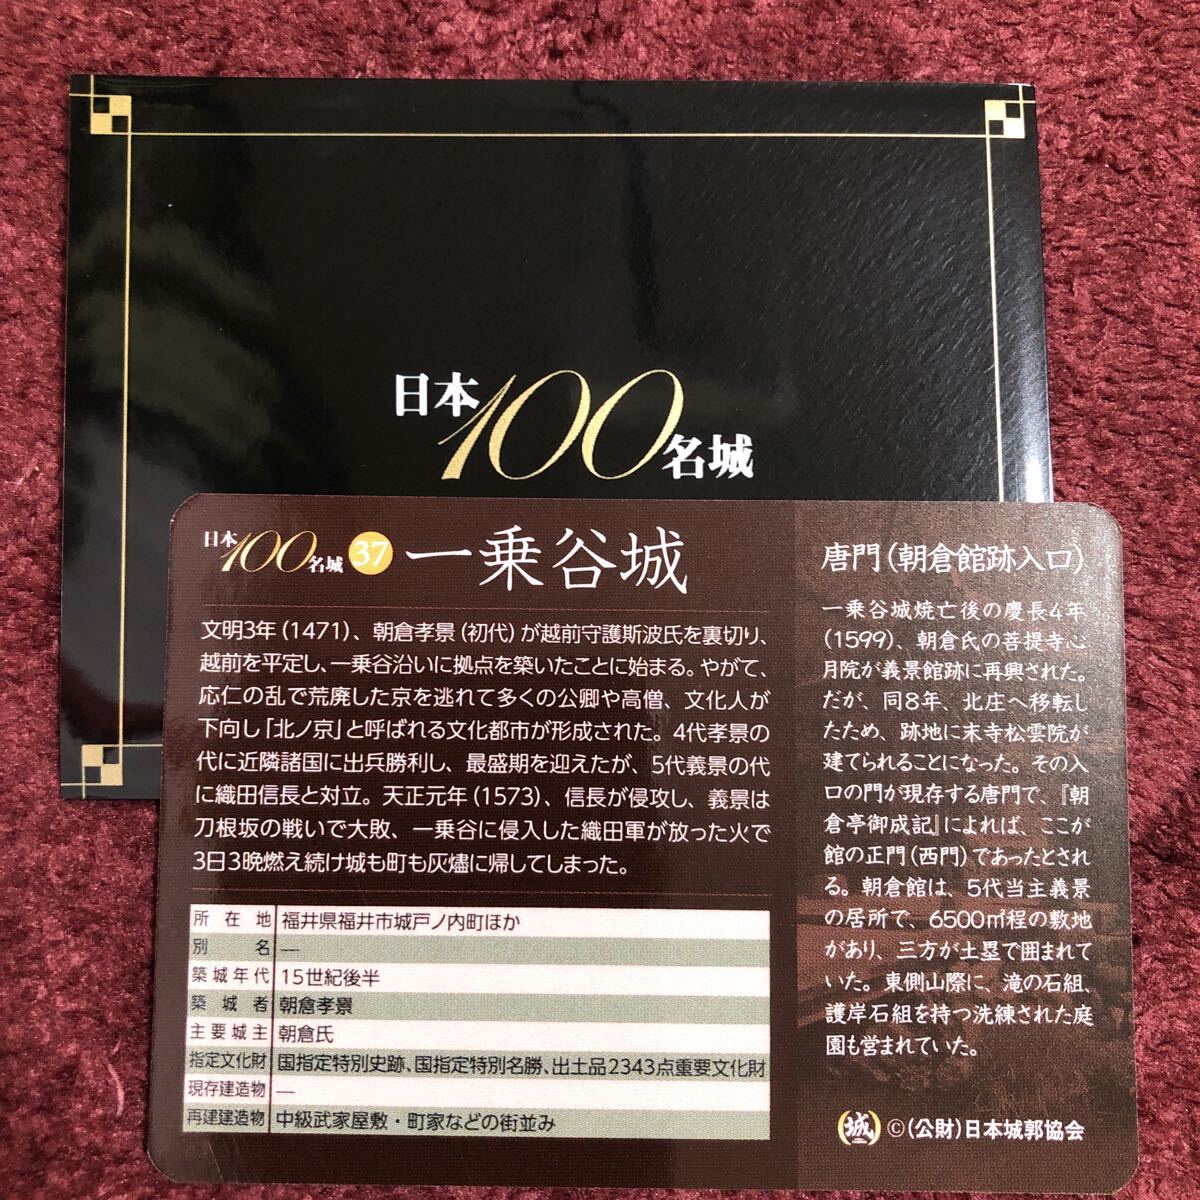 日本100名城
日本100名城 37 一乗谷城
文明3年(1471)、朝倉孝景(初代)が越前守護斯波氏を裏切り、
越前を平定し、一乗谷沿いに拠点を築いたことに始まる。やがて、
応仁の乱で荒廃した京を逃れて多くの公卿や高僧、文化人が
下向し「北ノ京」と呼ばれる文化都市が形成された。4代孝景の
代に近隣諸国に出兵勝利し、最盛期を迎えたが、5代義景の代
に織田信長と対立。天正元年(1573)、信長が侵攻し、義景は
刀根坂の戦いで大敗、一乗谷に侵入した織田軍が放った火で
3日3晩燃え続け城も町も灰燼に帰してしまった。
所在地 福井県福井市城戸ノ内町ほか
別名 ―
築城年代 15世紀後半
築城者 朝倉孝景
主要城主 朝倉氏
指定文化財 国指定特別史跡、国指定特別名勝、出土品2343点重要文化財
現存建造物 ―
再建建造物 中級武家屋敷・町家などの街並み
唐門(朝倉館跡入口)
一乗谷城焼亡後の慶長4年
(1599)、朝倉氏の菩提寺心
月院が義景館跡に再興された。
だが、同8年、北庄へ移転し
たため、跡地に末寺松雲院が
建てられることになった。その入
口の門が現存する唐門で、『朝
倉亭御成記』によれば、ここが
館の正門(西門)であったとされ
る。朝倉館は、5代当主義景
の居所で、6500㎡程の敷地
があり、三方が土塁で囲まれて
いた。東側山際に、滝の石組、
護岸石組を持つ洗練された庭
園も営まれていた。
城 ©(公財)日本城郭協会